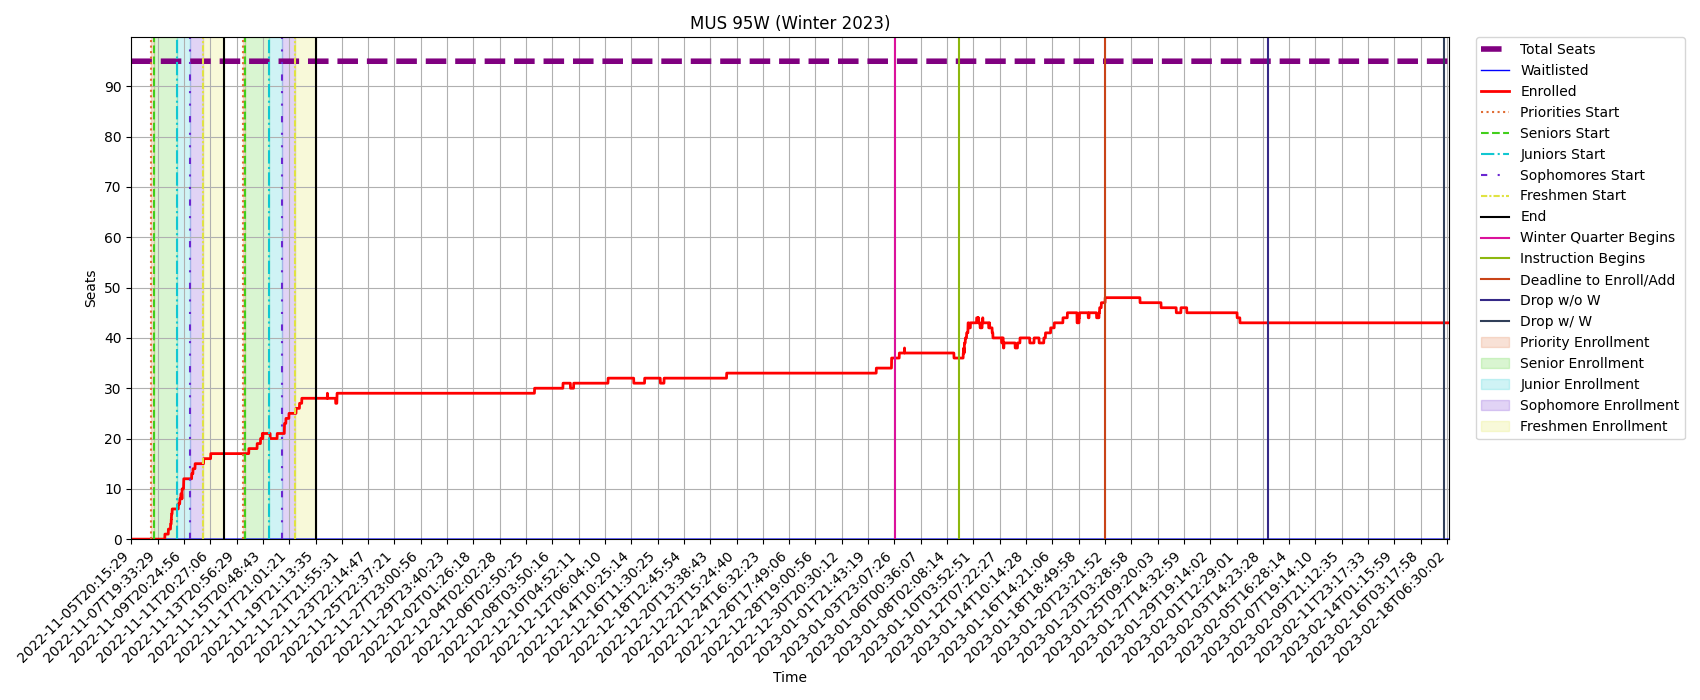 MUS 95W (Winter 2023)
Seats
90
80
70
60
50
40
30
20
10
0
2022-11-05T20:15:29
2022-11-07T19:33:29
2022-11-09T20:24:56
2022-11-11T20:27:06
2022-11-13T20:56:29
2022-11-15T20:48:43
2022-11-17T21:01:21
2022-11-19T21:13:35
2022-11-21T21:55:31
2022-11-23T22:14:47
2022-11-25T22:37:21
2022-11-27T23:00:56
2022-11-29T23:40:23
2022-12-02T01:26:18
2022-12-04T02:02:28
2022-12-06T02:50:25
2022-12-08T03:50:16
2022-12-10T04:52:11
2022-12-12T06:04:10
2022-12-14T10:25:14
2022-12-16T11:30:25
2022-12-18T12:45:54
2022-12-20T13:38:43
2022-12-22T15:24:40
2022-12-24T16:32:23
2022-12-26T17:49:06
2022-12-28T19:00:56
2022-12-30T20:30:12
2023-01-01T21:43:19
2023-01-03T23:07:26
2023-01-06T00:36:07
2023-01-08T02:08:14
2023-01-10T03:52:51
2023-01-12T07:22:27
2023-01-14T10:14:28
2023-01-16T14:21:06
2023-01-18T18:49:58
2023-01-20T23:21:52
2023-01-23T03:28:58
2023-01-25T09:20:03
2023-01-27T14:32:59
2023-01-29T19:14:02
2023-02-01T12:29:01
2023-02-03T14:23:28
2023-02-05T16:28:14
2023-02-07T19:14:10
2023-02-09T21:12:35
2023-02-11T23:17:33
2023-02-14T01:15:59
2023-02-16T03:17:58
2023-02-18T06:30:02
Time
Total Seats
Waitlisted
Enrolled
Priorities Start
Seniors Start
Juniors Start
Sophomores Start
Freshmen Start
End
Winter Quarter Begins
Instruction Begins
Deadline to Enroll/Add
Drop w/o W
Drop w/ W
Priority Enrollment
Senior Enrollment
Junior Enrollment
Sophomore Enrollment
Freshmen Enrollment